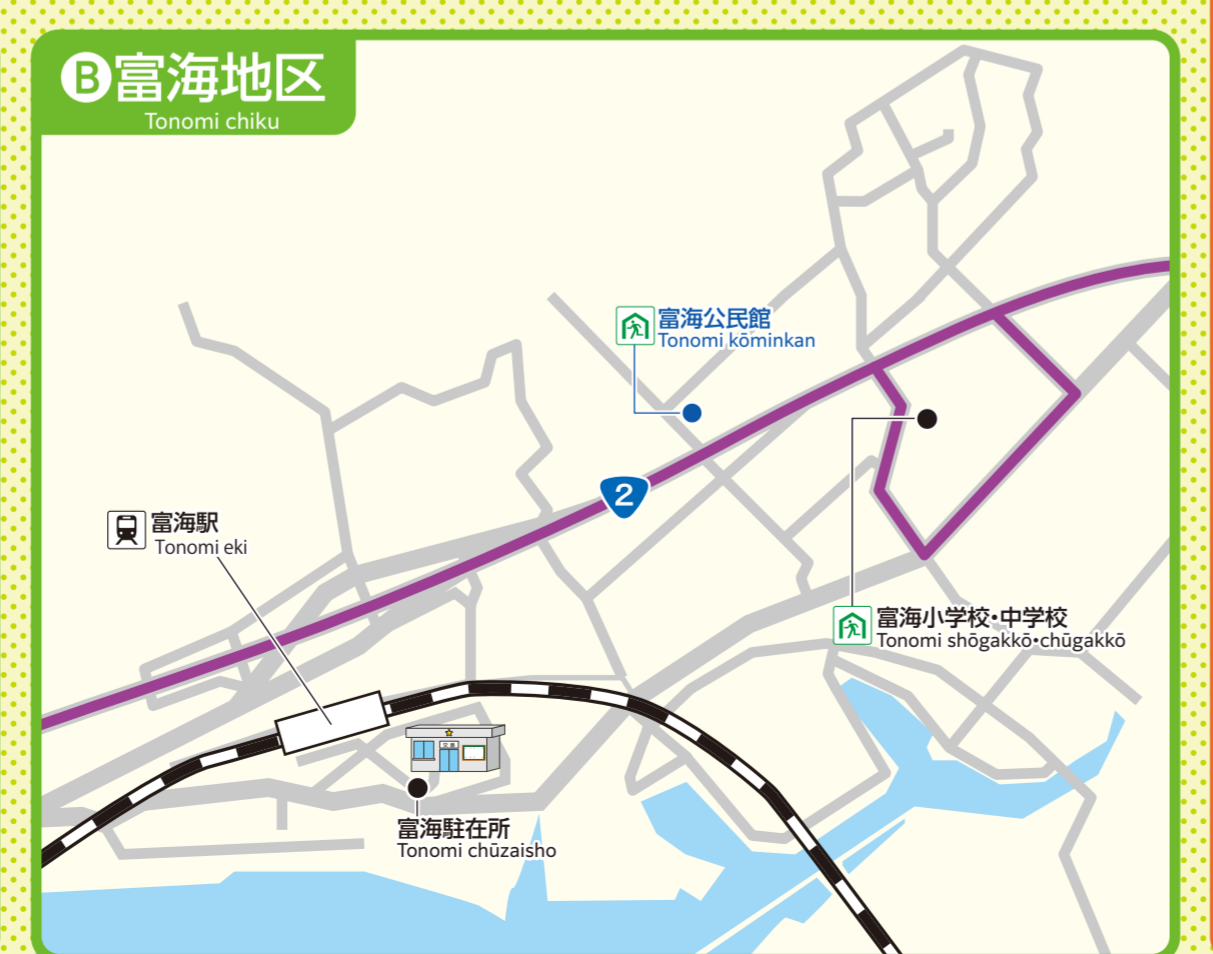 B富海地区
Tonomi chiku
富海公民館
Tonomi kōminkan
2
富海駅
Tonomi eki
富海小学校・中学校
Tonomi shōgakkō・chūgakkō
交番
富海駐在所
Tonomi chūzaisho